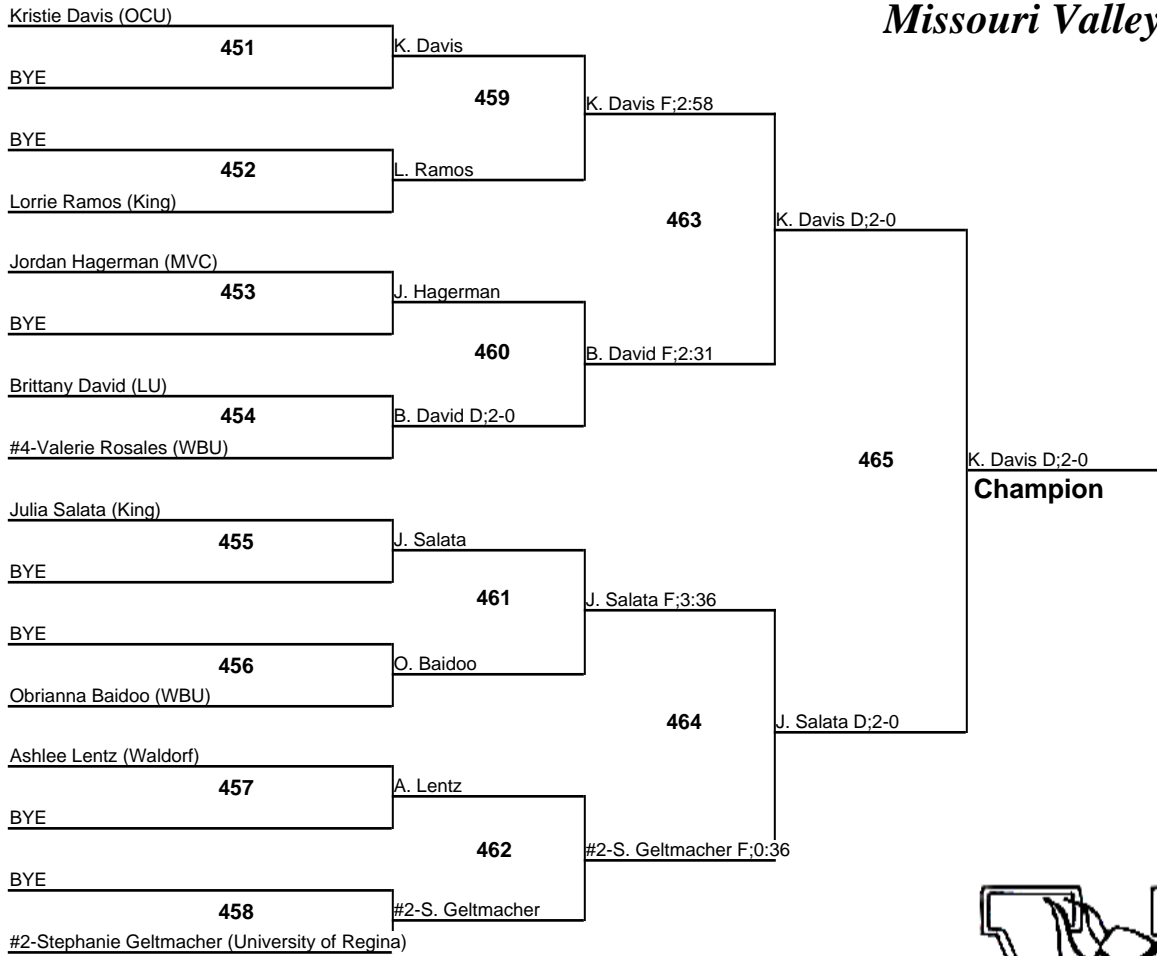 Missouri Valley
Kristie Davis (OCU)
451
BYE
K. Davis
459
K. Davis F;2:58
BYE
452
Lorrie Ramos (King)
L. Ramos
463
K. Davis D;2-0
Jordan Hagerman (MVC)
453
BYE
J. Hagerman
460
B. David F;2:31
Brittany David (LU)
454
#4-Valerie Rosales (WBU)
B. David D;2-0
465
K. Davis D;2-0
Champion
Julia Salata (King)
455
BYE
J. Salata
461
J. Salata F;3:36
BYE
456
Obrianna Baidoo (WBU)
O. Baidoo
464
J. Salata D;2-0
Ashlee Lentz (Waldorf)
457
BYE
A. Lentz
462
#2-S. Geltmacher F;0:36
BYE
458
#2-Stephanie Geltmacher (University of Regina)
#2-S. Geltmacher